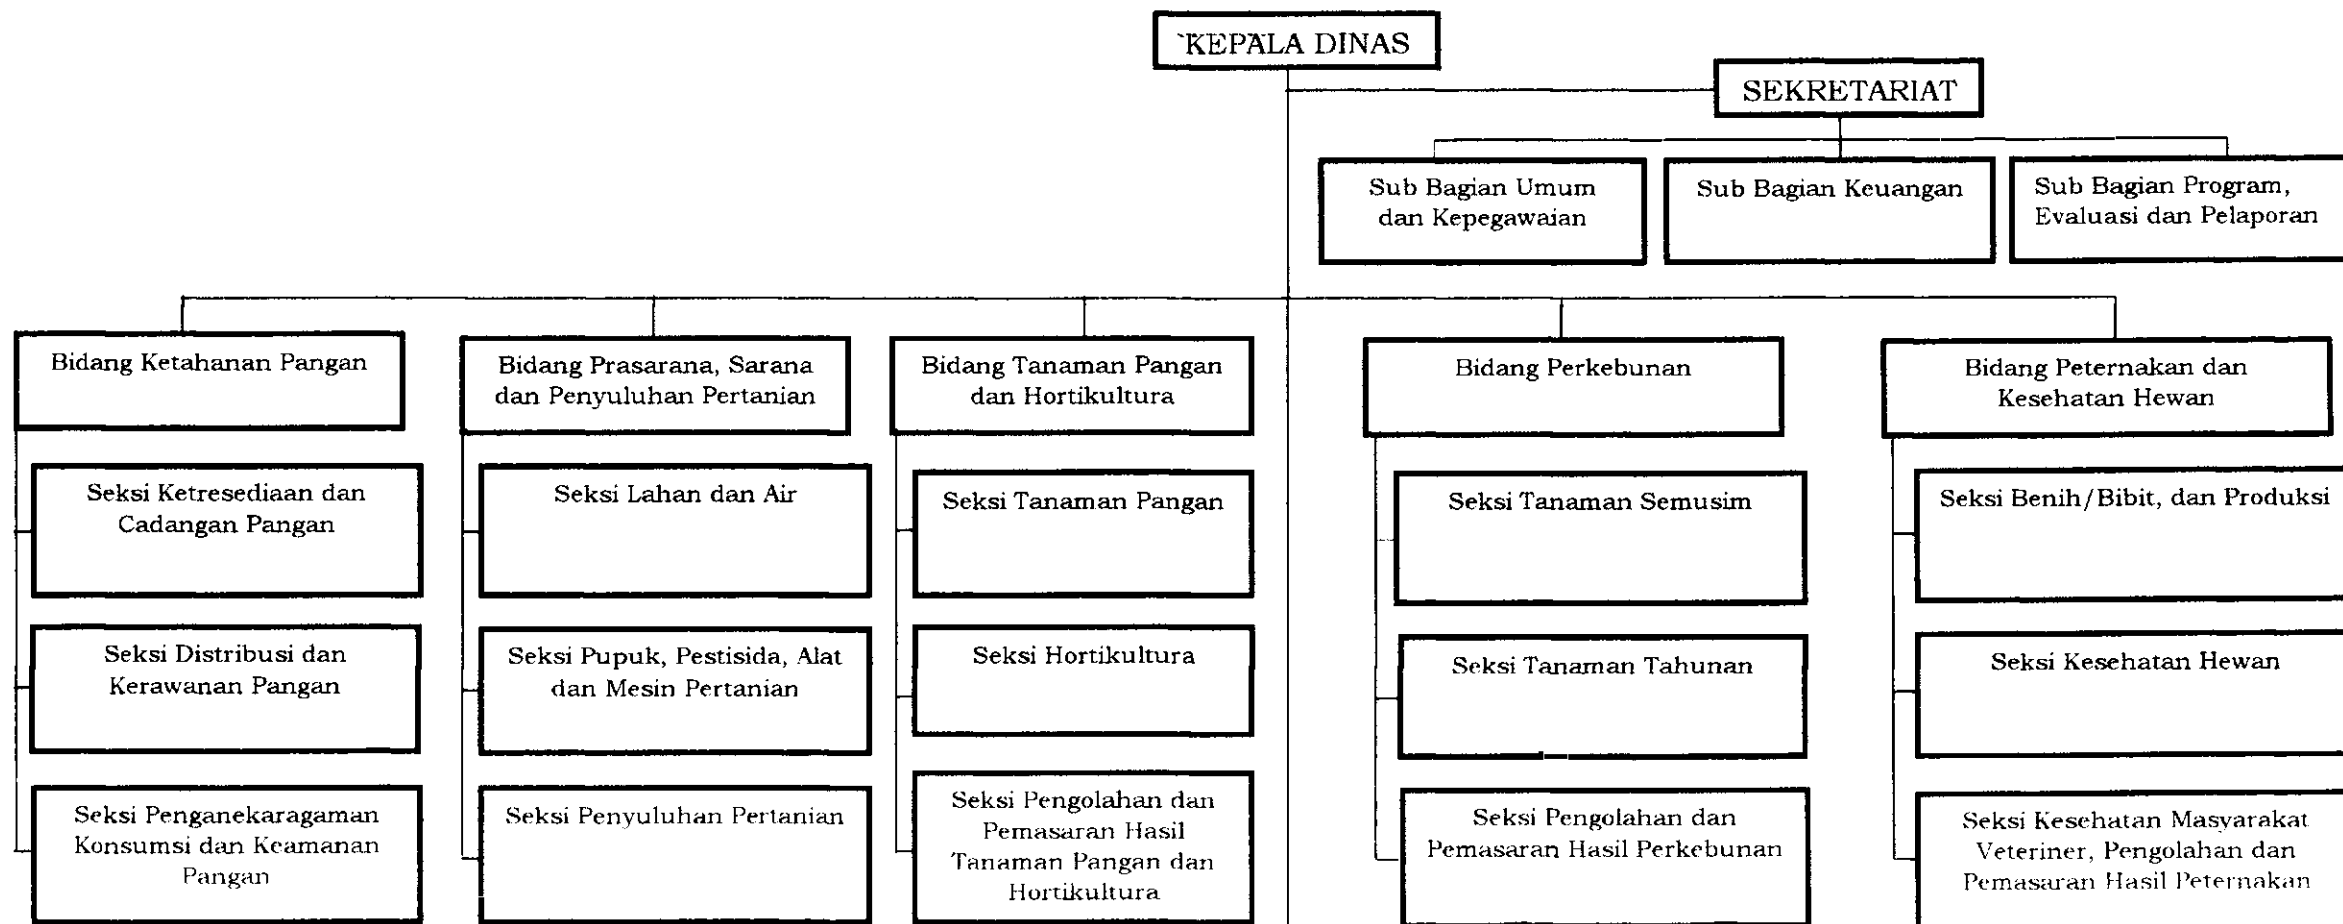 KEPALA DINAS
SEKRETARIAT
Sub Bagian Umum
dan Kepegawaian
Sub Bagian Keuangan
Sub Bagian Program,
Evaluasi dan Pelaporan
Bidang Ketahanan Pangan
Bidang Prasarana, Sarana
dan Penyuluhan Pertanian
Bidang Tanaman Pangan
dan Hortikultura
Bidang Perkebunan
Bidang Peternakan dan
Kesehatan Hewan
Seksi Ketresediaan dan
Cadangan Pangan
Seksi Lahan dan Air
Seksi Tanaman Pangan
Seksi Tanaman Semusim
Seksi Benih/Bibit, dan Produksi
Seksi Distribusi dan
Kerawanan Pangan
Seksi Pupuk, Pestisida, Alat
dan Mesin Pertanian
Seksi Hortikultura
Seksi Tanaman Tahunan
Seksi Kesehatan Hewan
Seksi Penganekaragaman
Konsumsi dan Keamanan
Pangan
Seksi Penyuluhan Pertanian
Seksi Pengolahan dan
Pemasaran Hasil
Tanaman Pangan dan
Hortikultura
Seksi Pengolahan dan
Pemasaran Hasil Perkebunan
Seksi Kesehatan Masyarakat
Veteriner, Pengolahan dan
Pemasaran Hasil Peternakan